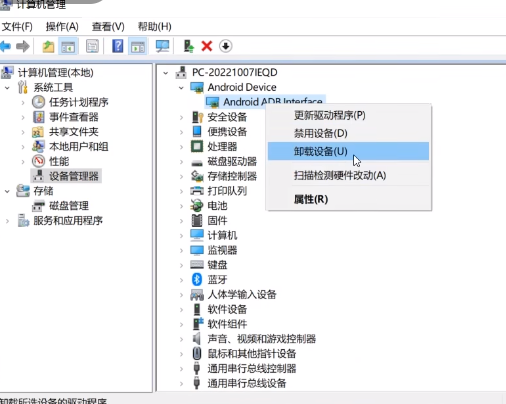 计算机管理
文件(F) 操作(A) 查看(V) 帮助(H)
计算机管理(本地)
系统工具
任务计划程序
事件查看器
共享文件夹
本地用户和组
性能
设备管理器
存储
磁盘管理
服务和应用程序
PC-20221007IEQD
Android Device
Android ADB Interface
安全设备
便携设备
处理器
磁盘驱动器
存储控制器
打印队列
电池
固件
计算机
监视器
键盘
蓝牙
人体学输入设备
软件设备
软件组件
声音、视频和游戏控制器
鼠标和其他指针设备
通用串行总线控制器
通用串行总线设备
更新驱动程序(P)
禁用设备(D)
卸载设备(U)
扫描检测硬件改动(A)
属性(R)
卸载所选设备的驱动程序